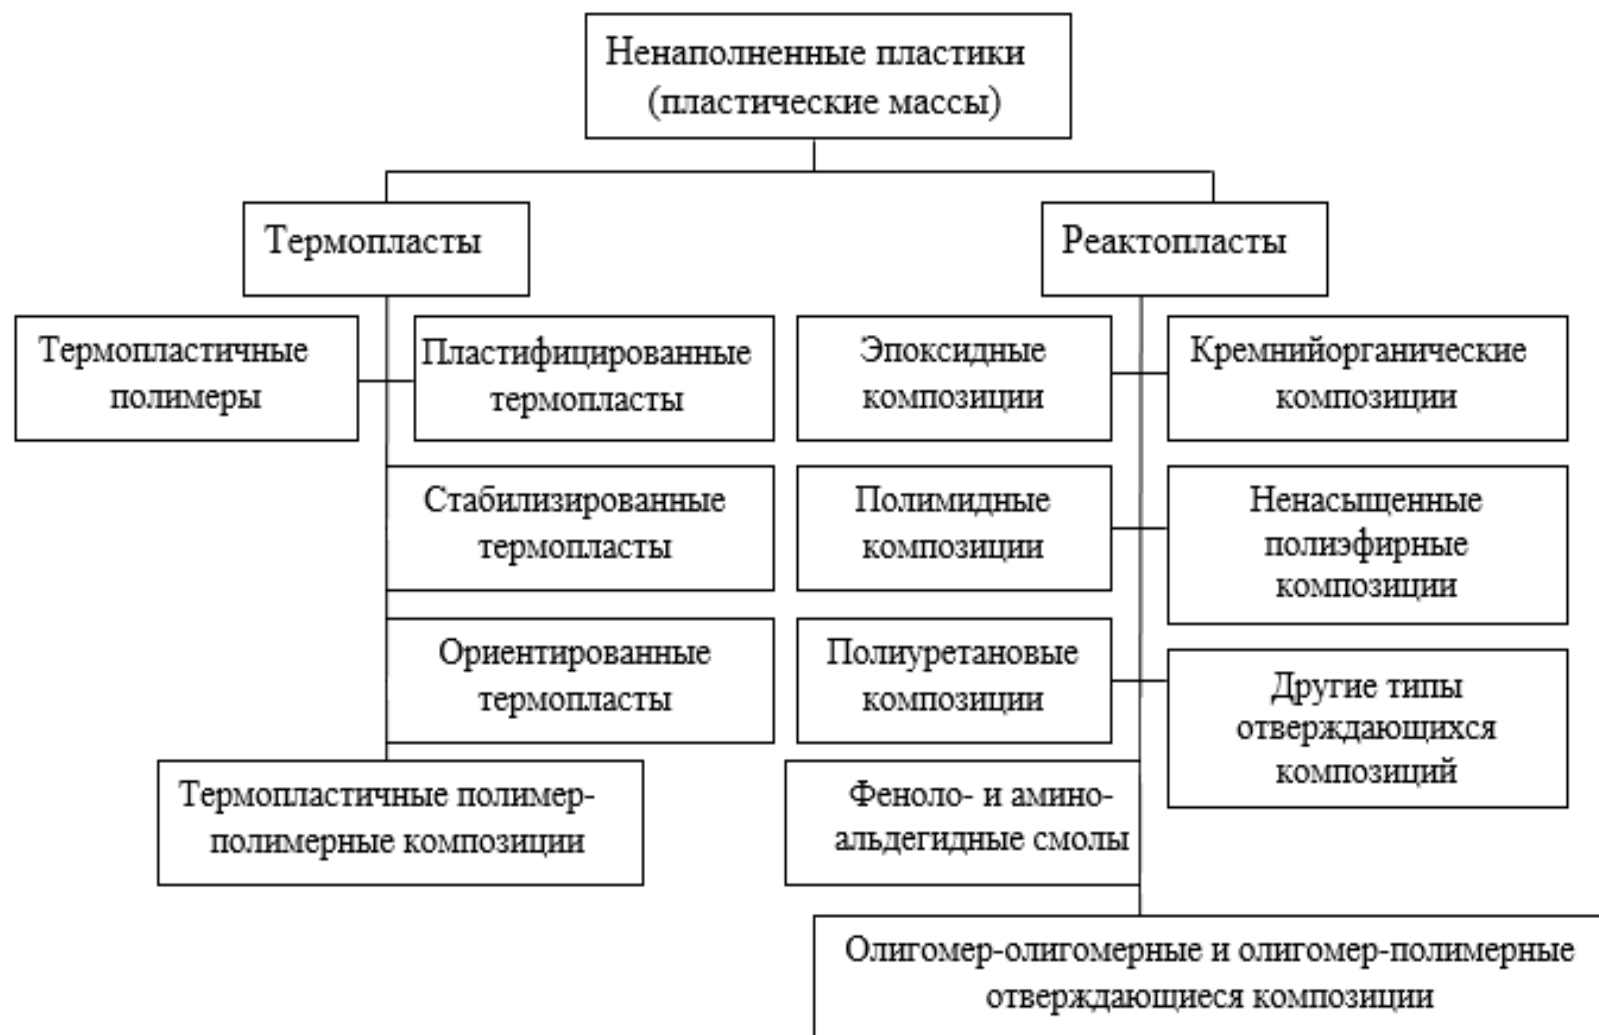 Ненаполненные пластики
(пластические массы)
Термопласты
Реактопласты
Термопластичные
полимеры
Пластифицированные
термопласты
Эпоксидные
композиции
Кремнийорганические
композиции
Стабилизированные
термопласты
Полимидные
композиции
Ненасыщенные
полиэфирные
композиции
Ориентированные
термопласты
Полиуретановые
композиции
Другие типы
отверждающихся
композиций
Термопластичные полимер-
полимерные композиции
Феноло- и амино-
альдегидные смолы
Олигомер-олигомерные и олигомер-полимерные
отверждающиеся композиции